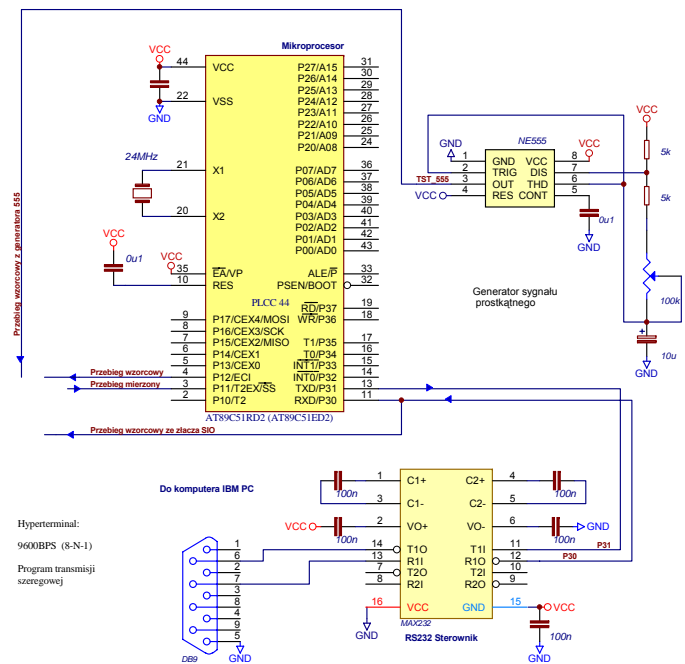 Mikroprocesor
VCC
44
VCC
22
VSS
GND
24MHz
21
X1
20
X2
VCC
0u1
VCC
35
EA/VP
10
RES
PLCC 44
9
P17/CEX4/MOSI
8
P16/CEX3/SCK
7
P15/CEX2/MISO
6
P14/CEX1
5
P13/CEX0
4
P12/ECI
3
P11/T2EX/SS
2
P10/T2
P27/A15
31
P26/A14
30
P25/A13
29
P24/A12
28
P23/A11
27
P22/A10
26
P21/A09
25
P20/A08
24
P07/AD7
36
P06/AD6
37
P05/AD5
38
P04/AD4
39
P03/AD3
40
P02/AD2
41
P01/AD1
42
P00/AD0
43
ALE/P
33
PSEN/BOOT
32
RD/P37
19
WR/P36
18
T1/P35
17
T0/P34
16
INT1/P33
15
INT0/P32
14
TXD/P31
13
RXD/P30
11
AT89C51RD2 (AT89C51ED2)
Przebieg wzorcowy z generatora 555
Przebieg wzorcowy
Przebieg mierzony
Przebieg wzorcowy ze złacza SIO
NE555
GND
1
GND
2
TRIG
TST_555
3
OUT
VCC
4
RES
VCC
8
VCC
DIS
7
THD
6
CONT
5
0u1
GND
VCC
5k
5k
100k
10u
GND
Generator sygnału
prostkątnego
Do komputera IBM PC
Hyperterminal:
9600BPS (8-N-1)
Program transmisji
szeregowej
1
6
2
7
3
8
4
9
5
DB9
GND
100n
1
C1+
3
C1-
VCC
100n
2
VO+
14
T1O
13
R1I
7
T2O
8
R2I
16
VCC
GND
C2+
4
C2-
5
100n
VO-
6
100n
GND
T1I
11
P31
R1O
12
P30
T2I
10
R2O
9
GND
15
VCC
100n
GND
MAX232
RS232 Sterownik